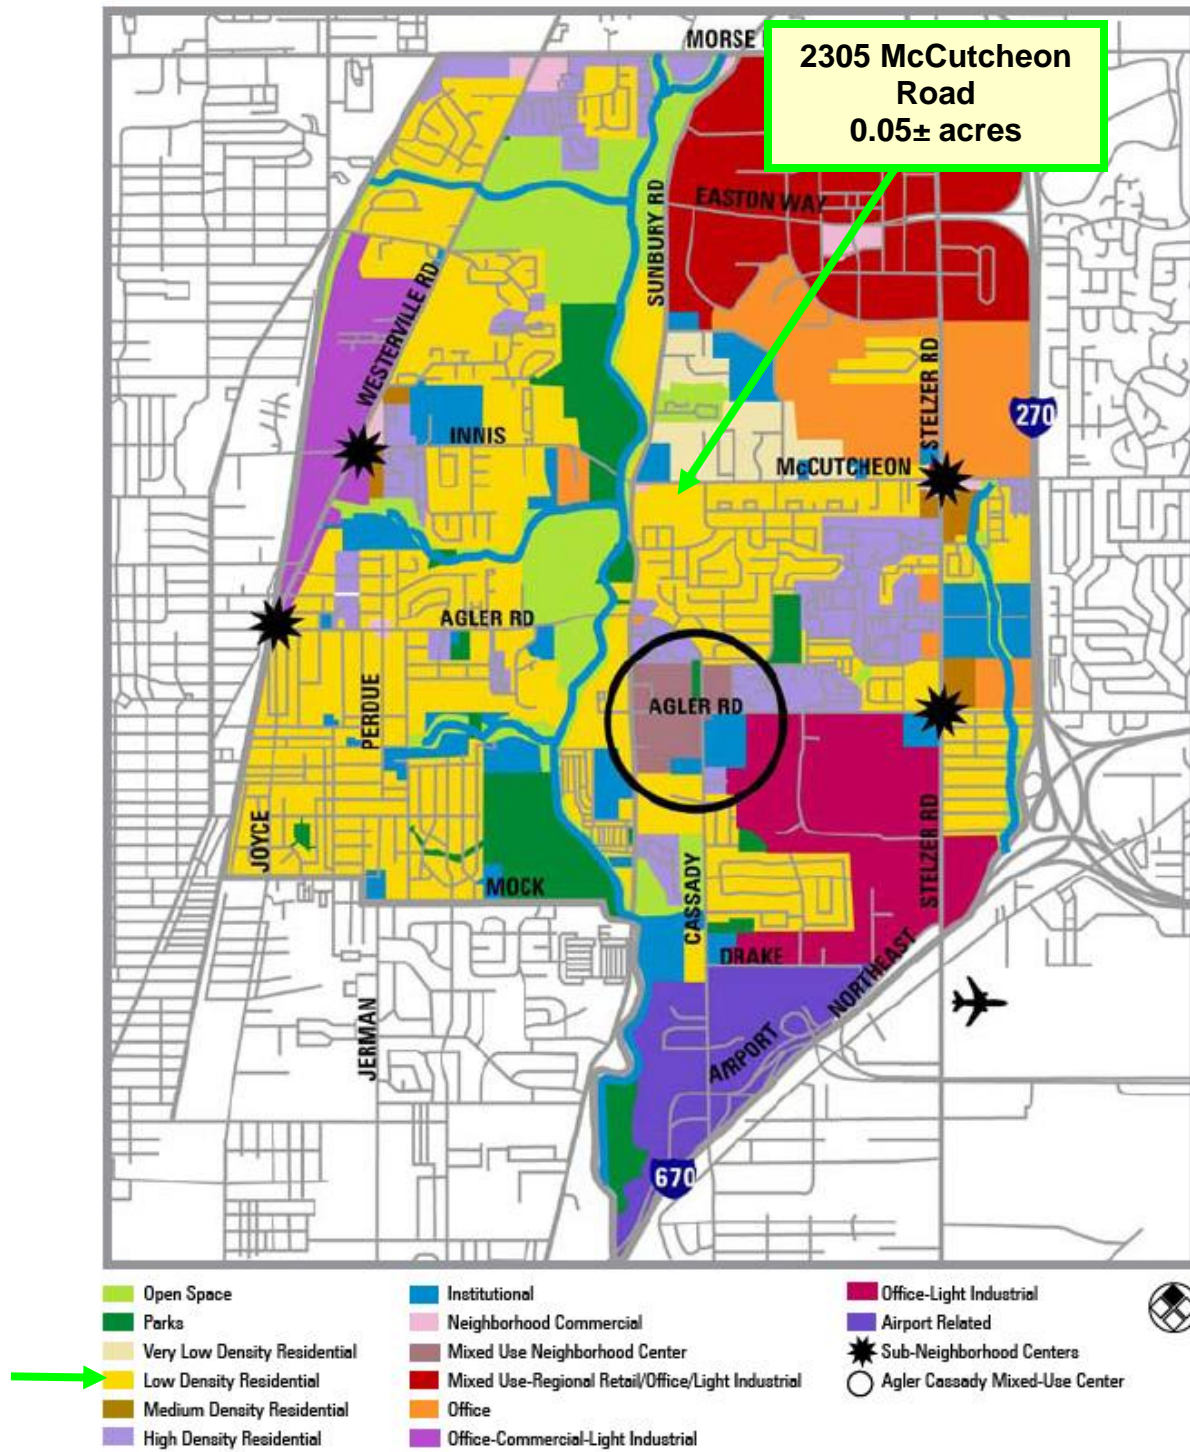 MORSE
2305 McCutcheon
Road
0.05± acres
EASTON WAY
SUNBURY RD
WESTERVILLE RD
STELZER RD
270
INNIS
McCUTCHEON
AGLER RD
PERDUE
AGLER RD
JOYCE
STELZER RD
MOCK
CASSADY
DRAKE
NORTHEAST
JERMAN
AIRPORT
670
Open Space
Parks
Very Low Density Residential
Low Density Residential
Medium Density Residential
High Density Residential
Institutional
Neighborhood Commercial
Mixed Use Neighborhood Center
Mixed Use-Regional Retail/Office/Light Industrial
Office
Office-Commercial-Light Industrial
Office-Light Industrial
Airport Related
Sub-Neighborhood Centers
Agler Cassady Mixed-Use Center